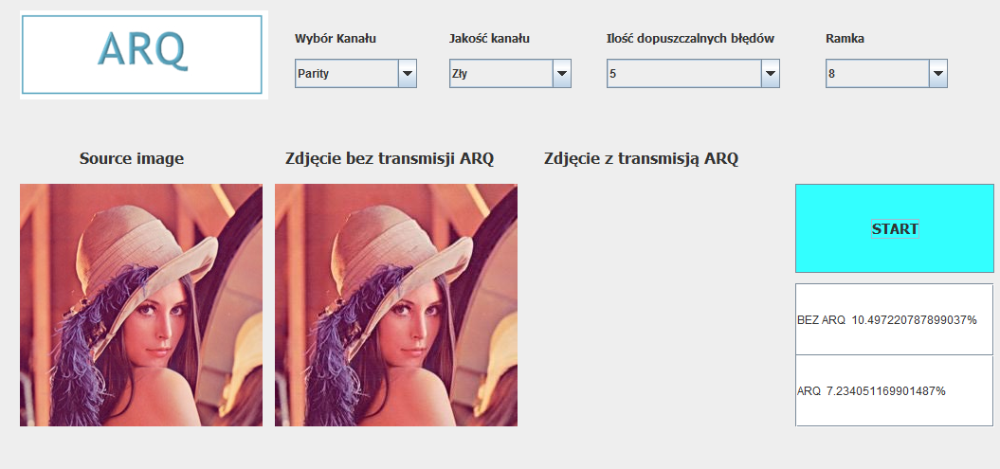 ARQ
Wybór Kanału
Jakość kanału
Ilość dopuszczalnych błędów
Ramka
Parity
Zły
5
8
Source image
Zdjęcie bez transmisji ARQ
Zdjęcie z transmisją ARQ
START
BEZ ARQ 10.497220787899037%
ARQ 7.234051169901487%